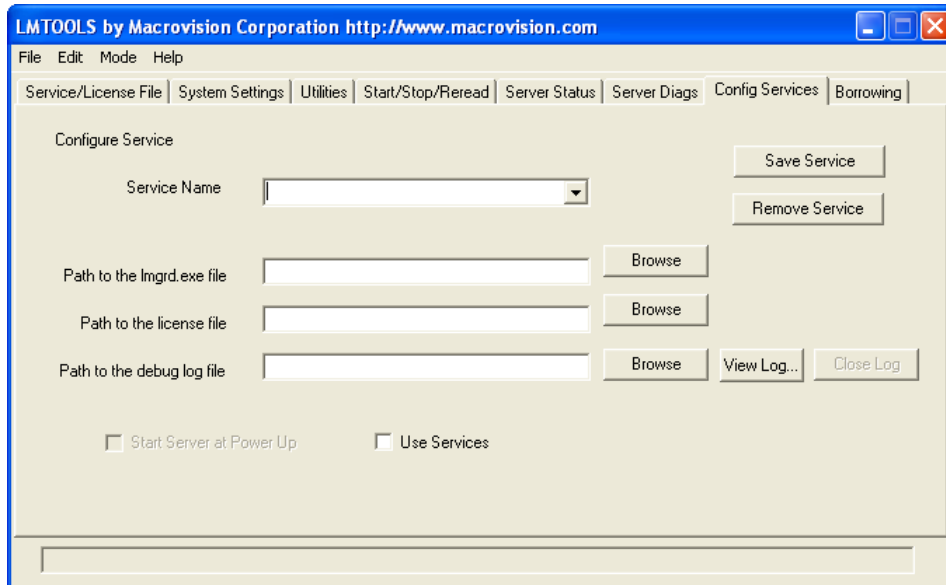 LMTOOLS by Macrovision Corporation http://www.macrovision.com
File Edit Mode Help
Service/License File System Settings Utilities Start/Stop/Reread Server Status Server Diags Config Services Borrowing
Configure Service
Save Service
Service Name
Remove Service
Path to the lmgrd.exe file Browse
Path to the license file Browse
Path to the debug log file Browse View Log... Close Log
Start Server at Power Up Use Services